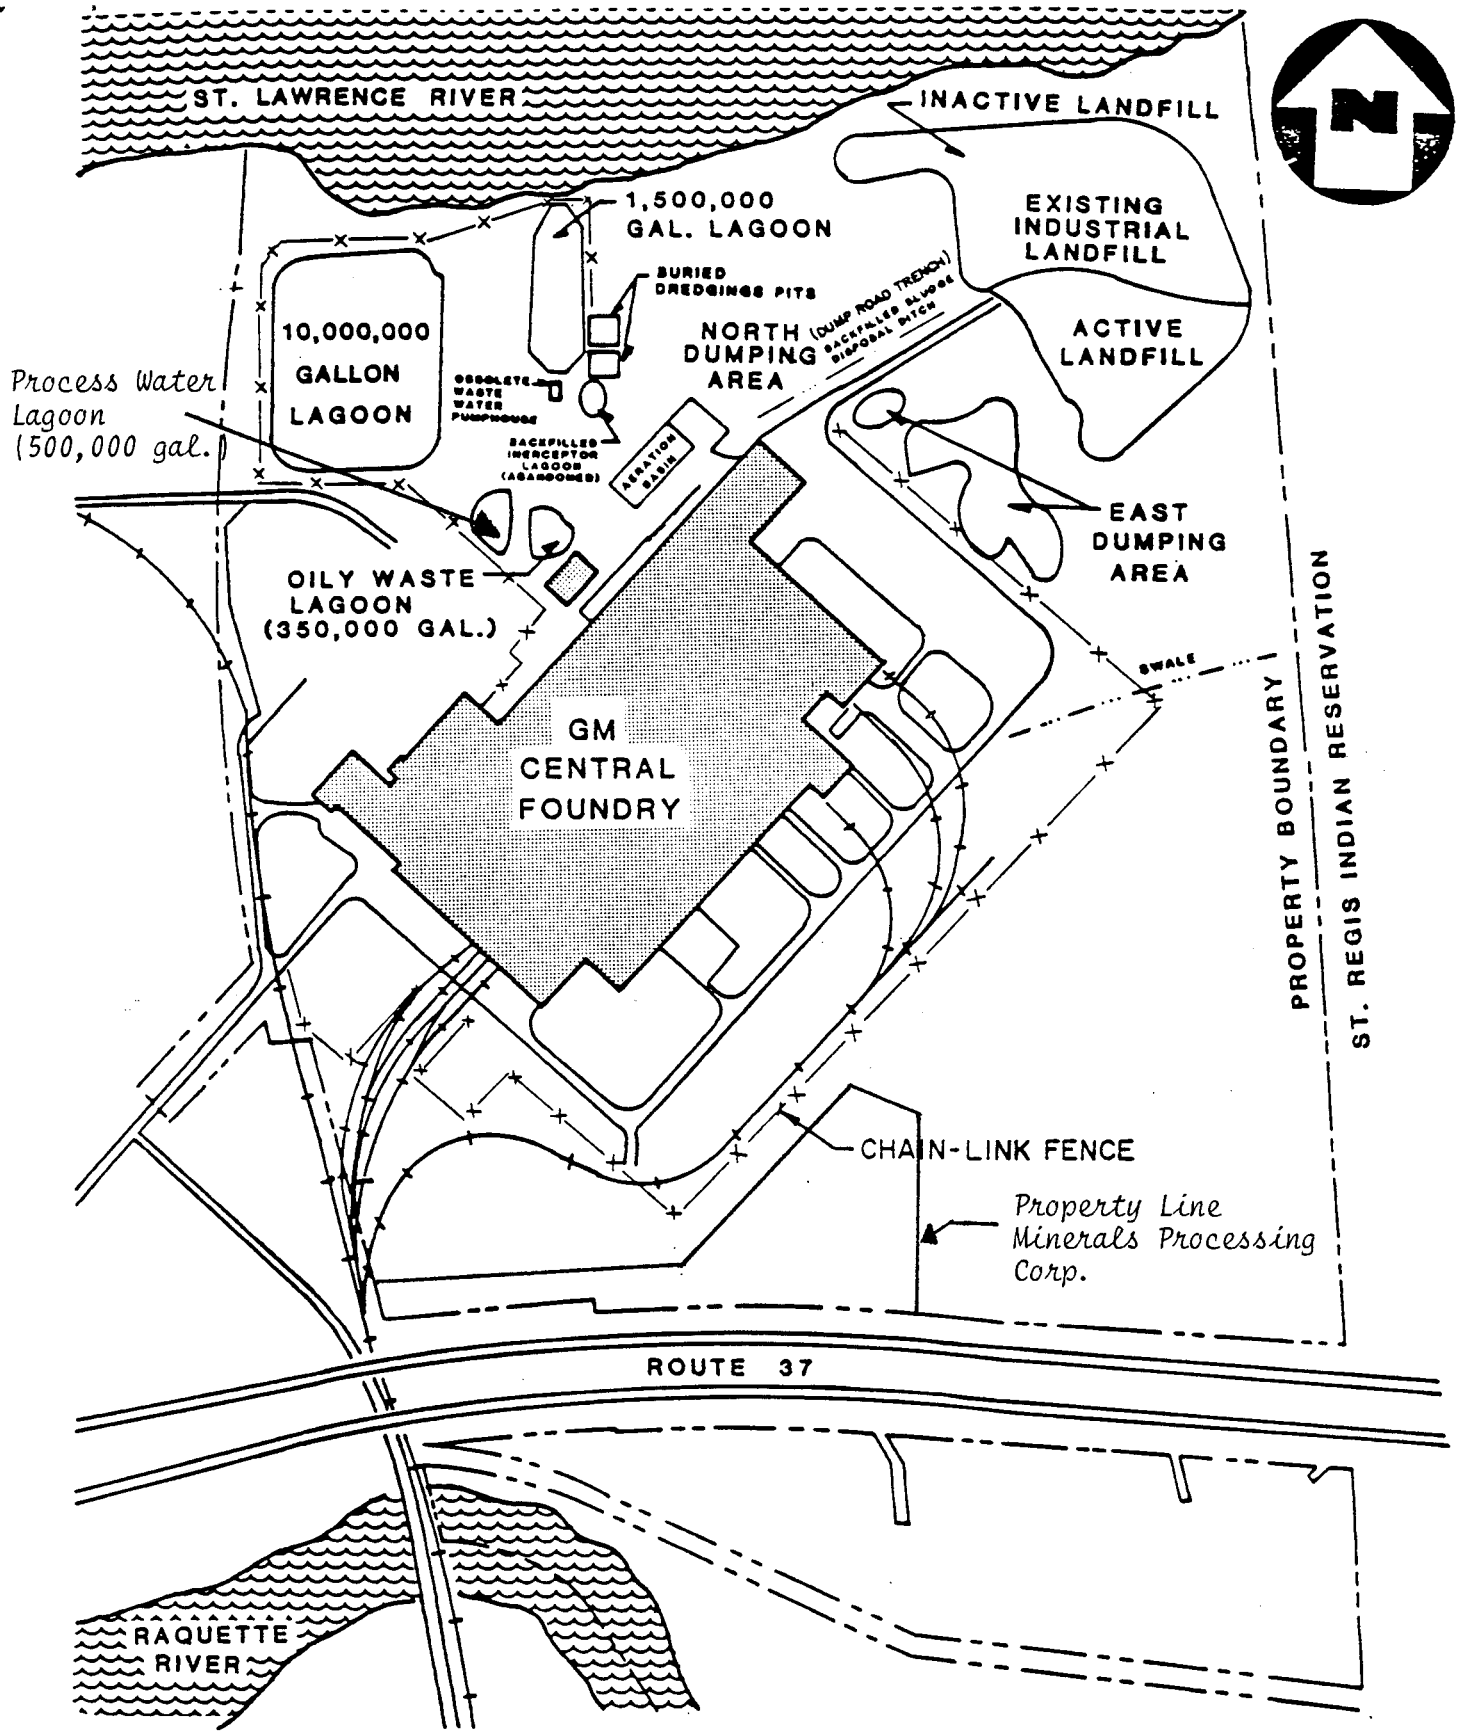 ST. LAWRENCE RIVER
INACTIVE LANDFILL
N
1,500,000
GAL. LAGOON
EXISTING
INDUSTRIAL
LANDFILL
BURIED
DREDGINGS PITS
(DUMP ROAD TRENCH)
BACKFILLED SLUDGE
DISPOSAL DITCH
NORTH
DUMPING
AREA
ACTIVE
LANDFILL
10,000,000
GALLON
LAGOON
Process Water
Lagoon
(500,000 gal.)
OBSOLETE
WASTE
WATER
PUMPHOUSE
BACKFILLED
INERCEPTOR
LAGOON
(ABANDONED)
AERATION
BASIN
EAST
DUMPING
AREA
OILY WASTE
LAGOON
(350,000 GAL.)
SWALE
GM
CENTRAL
FOUNDRY
PROPERTY BOUNDARY
ST. REGIS INDIAN RESERVATION
CHAIN-LINK FENCE
Property Line
Minerals Processing
Corp.
ROUTE 37
RAQUETTE
RIVER